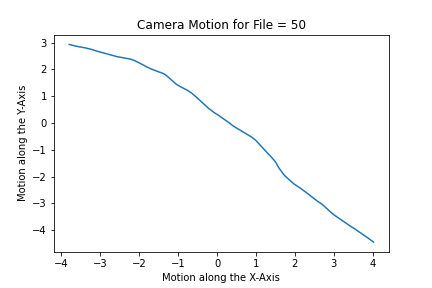 Camera Motion for File = 50
Motion along the Y-Axis
3
2
1
0
−1
−2
−3
−4
−4 −3 −2 −1 0 1 2 3 4
Motion along the X-Axis